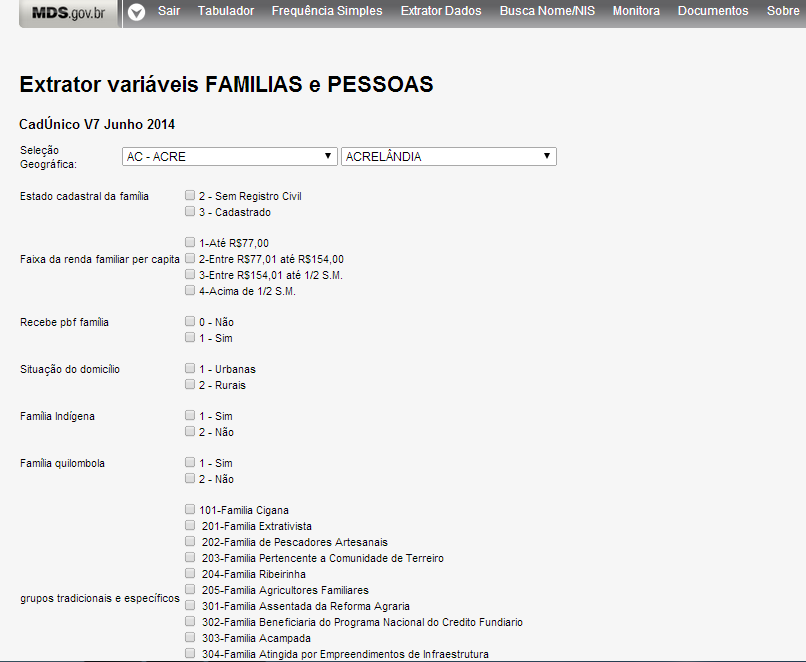 MDS.gov.br Sair Tabulador Frequência Simples Extrator Dados Busca Nome/NIS Monitora Documentos Sobre
Extrator variáveis FAMILIAS e PESSOAS
CadÚnico V7 Junho 2014
Seleção
Geográfica:
AC - ACRE
ACRELÂNDIA
Estado cadastral da família
2 - Sem Registro Civil
3 - Cadastrado
Faixa da renda familiar per capita
1-Até R$77,00
2-Entre R$77,01 até R$154,00
3-Entre R$154,01 até 1/2 S.M.
4-Acima de 1/2 S.M.
Recebe pbf família
0 - Não
1 - Sim
Situação do domicílio
1 - Urbanas
2 - Rurais
Família Indígena
1 - Sim
2 - Não
Família quilombola
1 - Sim
2 - Não
grupos tradicionais e específicos
101-Familia Cigana
201-Familia Extrativista
202-Familia de Pescadores Artesanais
203-Familia Pertencente a Comunidade de Terreiro
204-Familia Ribeirinha
205-Familia Agricultores Familiares
301-Familia Assentada da Reforma Agraria
302-Familia Beneficiaria do Programa Nacional do Credito Fundiario
303-Familia Acampada
304-Familia Atingida por Empreendimentos de Infraestrutura